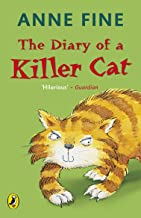 ANNE FINE
The Diary of a
Killer Cat
'Hilarious' – Guardian